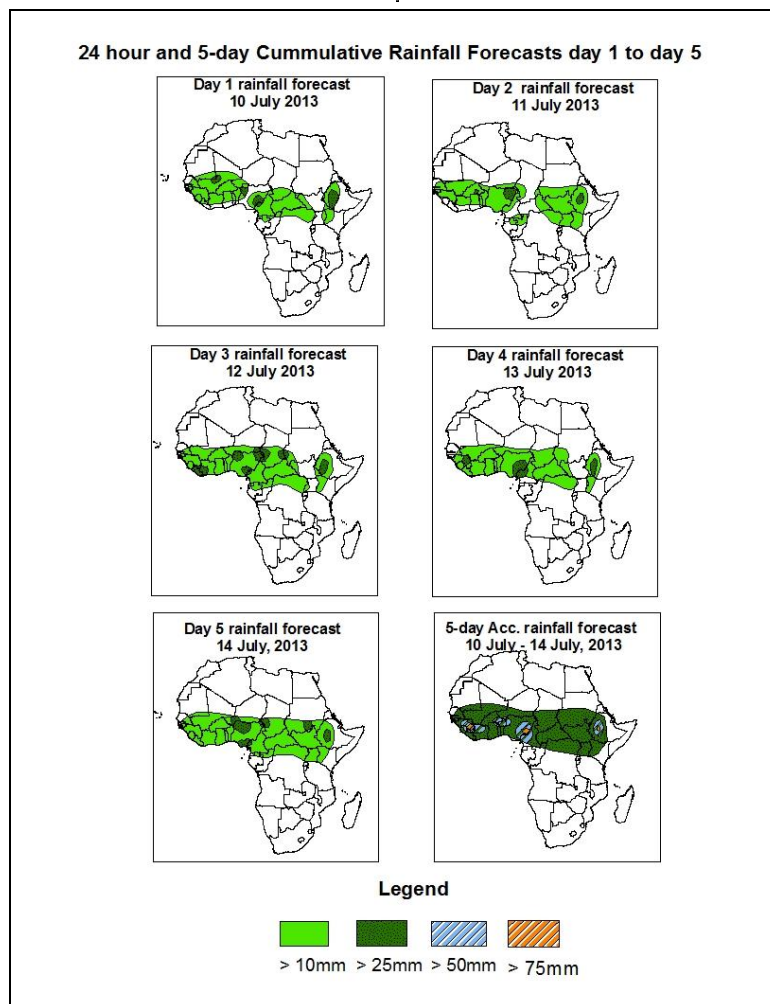 24 hour and 5-day Cummulative Rainfall Forecasts day 1 to day 5
Day 1 rainfall forecast
10 July 2013
Day 2 rainfall forecast
11 July 2013
Day 3 rainfall forecast
12 July 2013
Day 4 rainfall forecast
13 July 2013
Day 5 rainfall forecast
14 July, 2013
5-day Acc. rainfall forecast
10 July - 14 July, 2013
Legend
> 10mm > 25mm > 50mm > 75mm